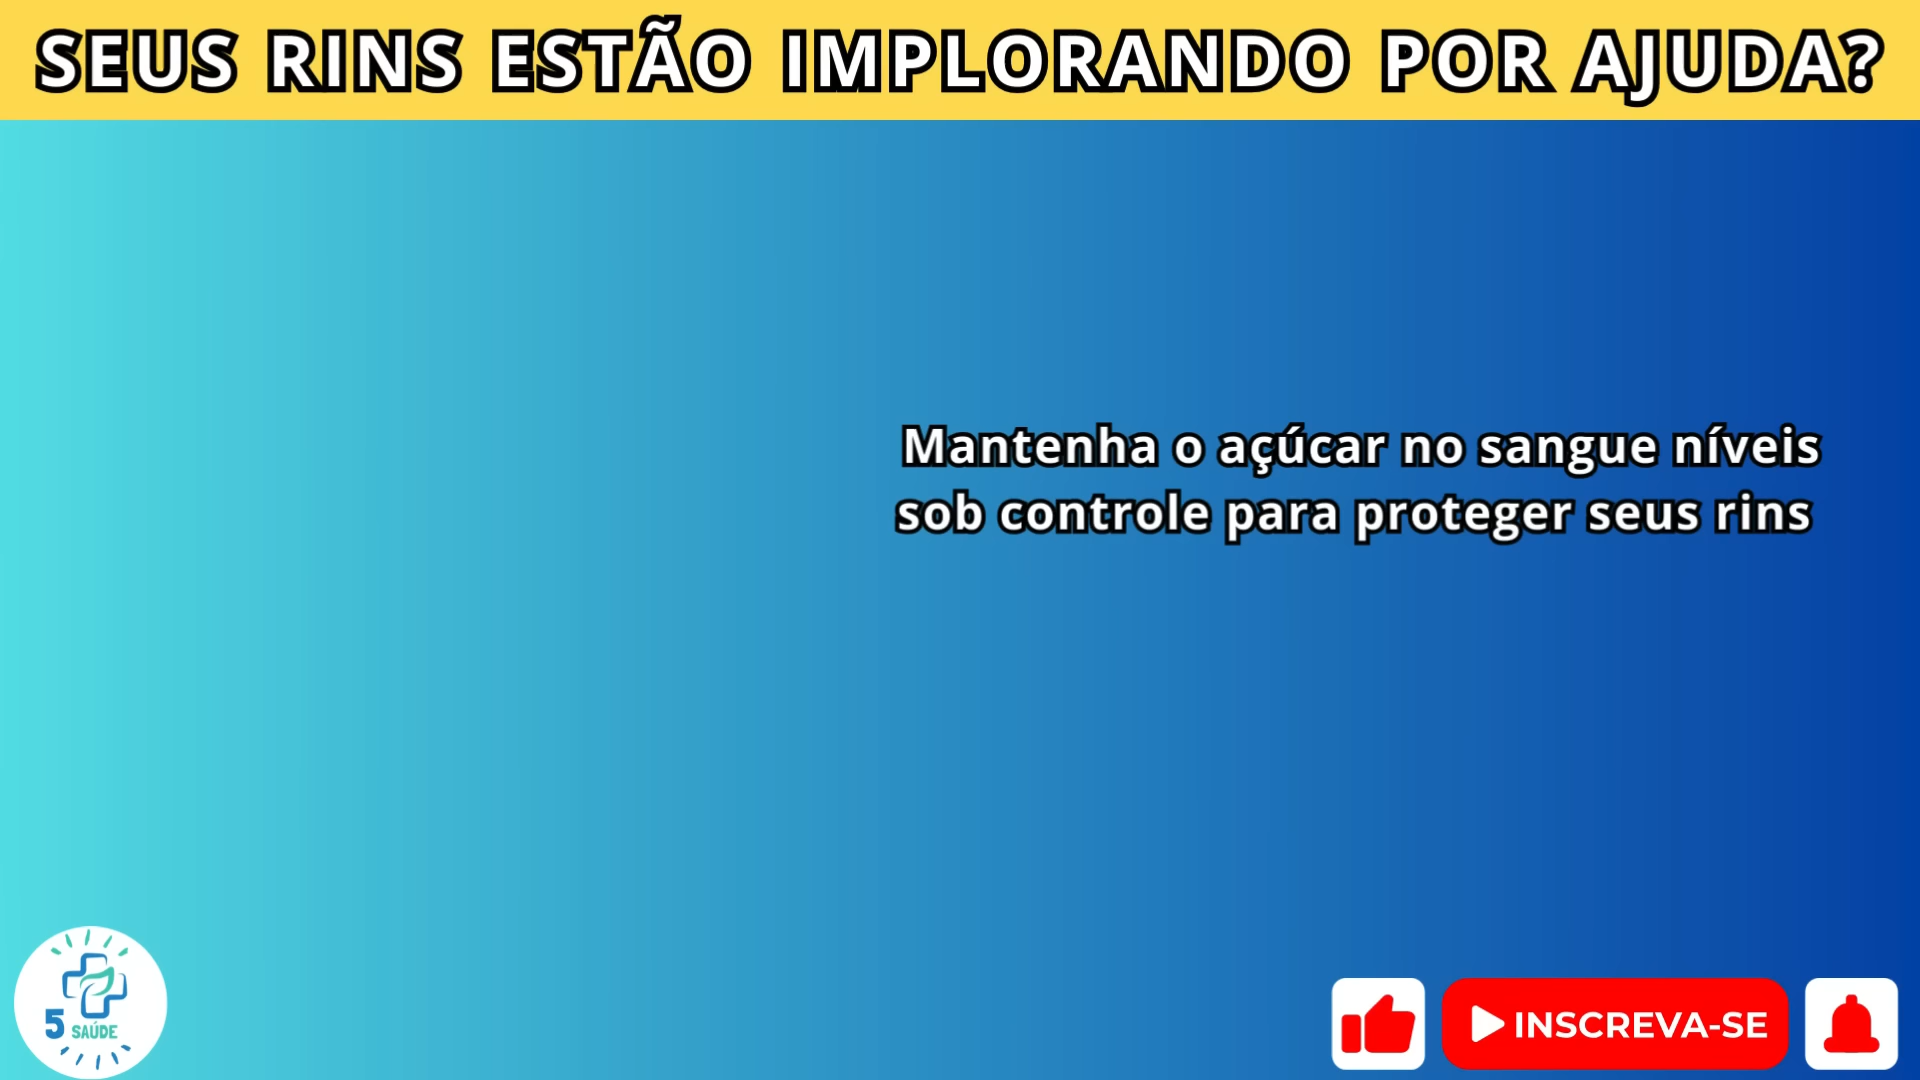 SEUS RINS ESTÃO IMPLORANDO POR AJUDA?
Mantenha o açúcar no sangue níveis
sob controle para proteger seus rins
5 SAÚDE
INSCREVA-SE